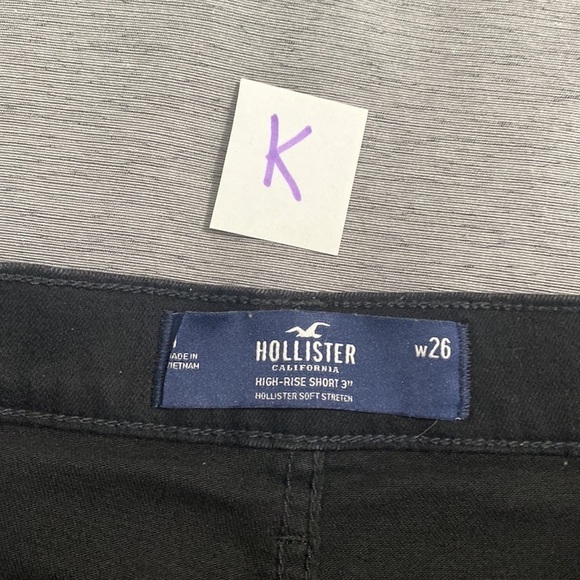 K
HOLLISTER
CALIFORNIA
HIGH-RISE SHORT 3"
HOLLISTER SOFT STRETCH
W26
MADE IN
VIETNAM